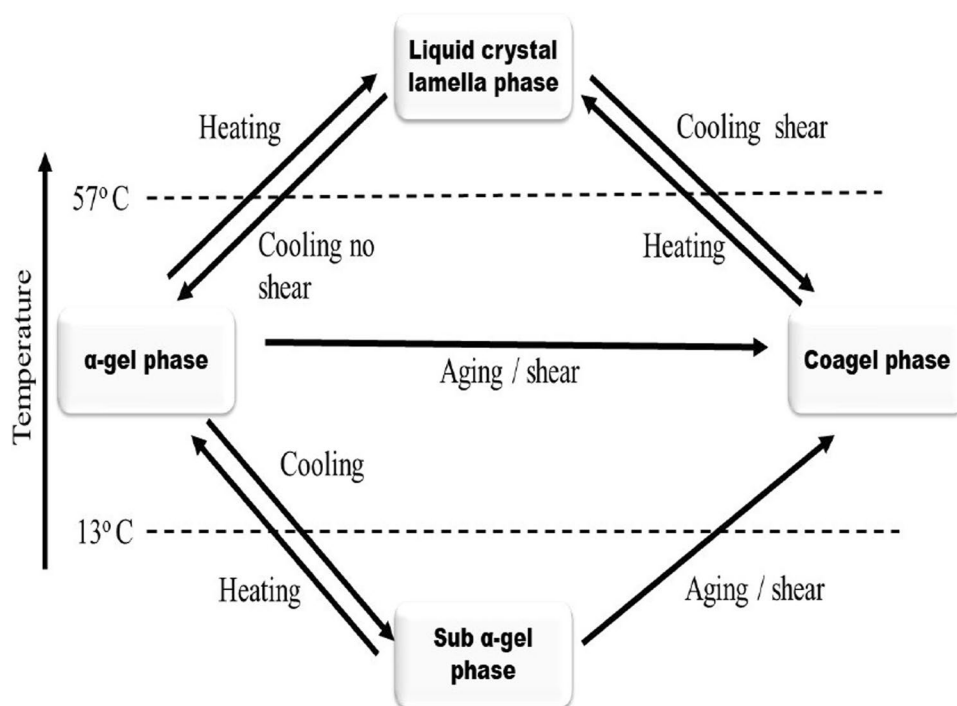 Liquid crystal
lamella phase
Heating
Cooling shear
57° C
Cooling no
shear
Heating
Temperature
α-gel phase
Aging / shear
Coagel phase
Cooling
13° C
Heating
Aging / shear
Sub α-gel
phase